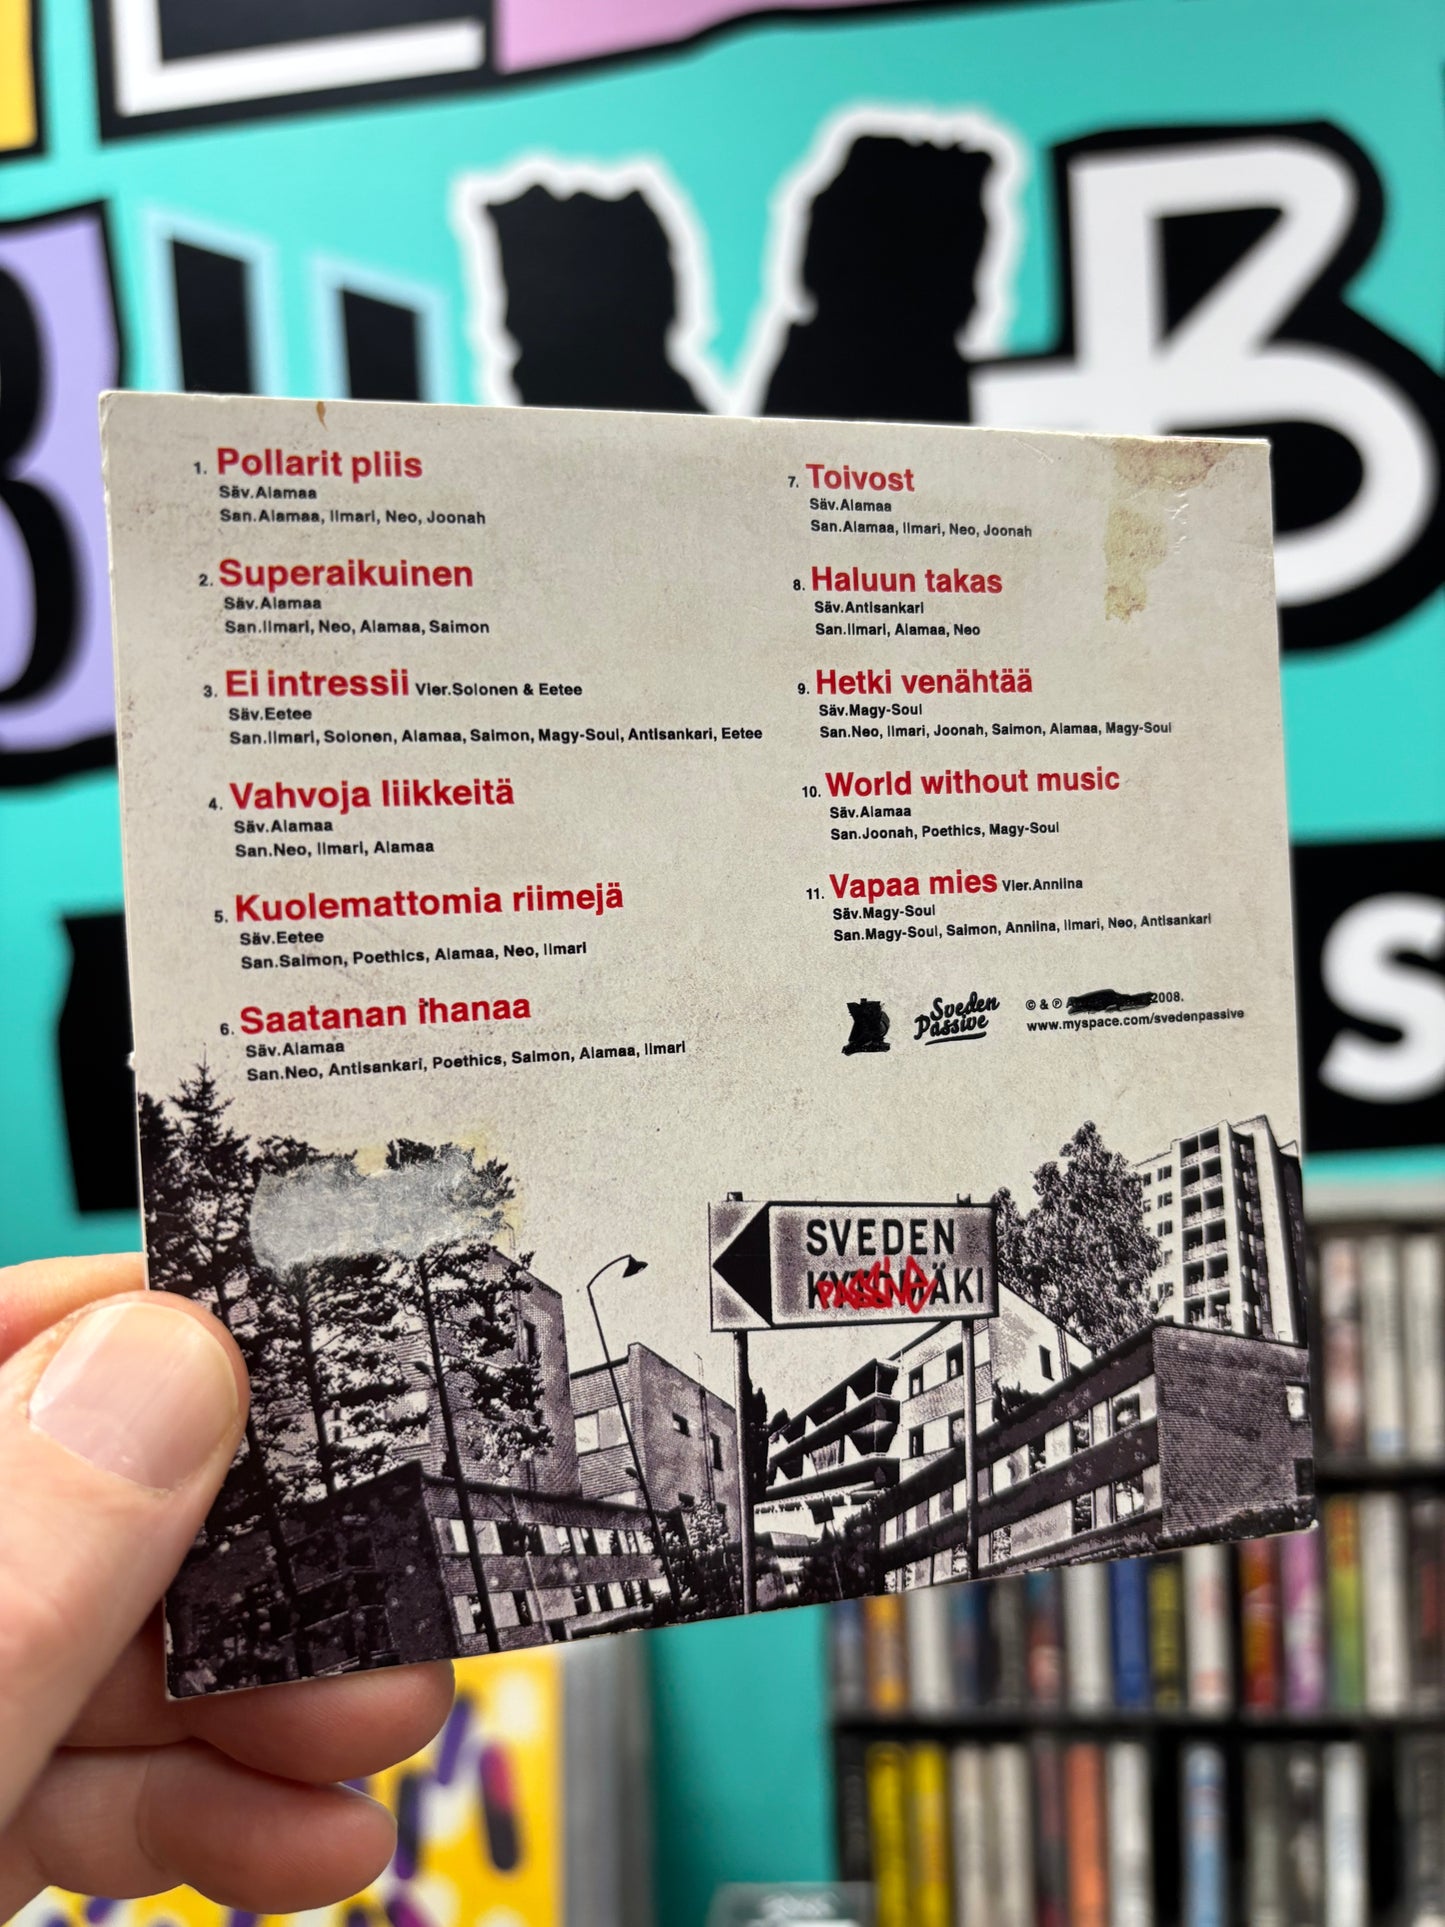 1. Pollarit pliis
Säv.Alamaa
San.Alamaa, Ilmari, Neo, Joonah
2. Superaikuinen
Säv.Alamaa
San.Ilmari, Neo, Alamaa, Saimon
3. Ei intressii Vier.Solonen & Eetee
Säv.Eetee
San.Ilmari, Solonen, Alamaa, Saimon, Magy-Soul, Antisankari, Eetee
4. Vahvoja liikkeitä
Säv.Alamaa
San.Neo, Ilmari, Alamaa
5. Kuolemattomia riimejä
Säv.Eetee
San.Saimon, Poethics, Alamaa, Neo, Ilmari
6. Saatanan ihanaa
Säv.Alamaa
San.Neo, Antisankari, Poethics, Saimon, Alamaa, Ilmari
7. Toivost
Säv.Alamaa
San.Alamaa, Ilmari, Neo, Joonah
8. Haluun takas
Säv.Antisankari
San.Ilmari, Alamaa, Neo
9. Hetki venähtää
Säv.Magy-Soul
San.Neo, Ilmari, Joonah, Saimon, Alamaa, Magy-Soul
10. World without music
Säv.Alamaa
San.Joonah, Poethics, Magy-Soul
11. Vapaa mies Vier.Anniina
Säv.Magy-Soul
San.Magy-Soul, Saimon, Anniina, Ilmari, Neo, Antisankari
Sveden
Passive
© & ℗ 2008.
www.myspace.com/svedenpassive
SVEDEN
PASSIVE